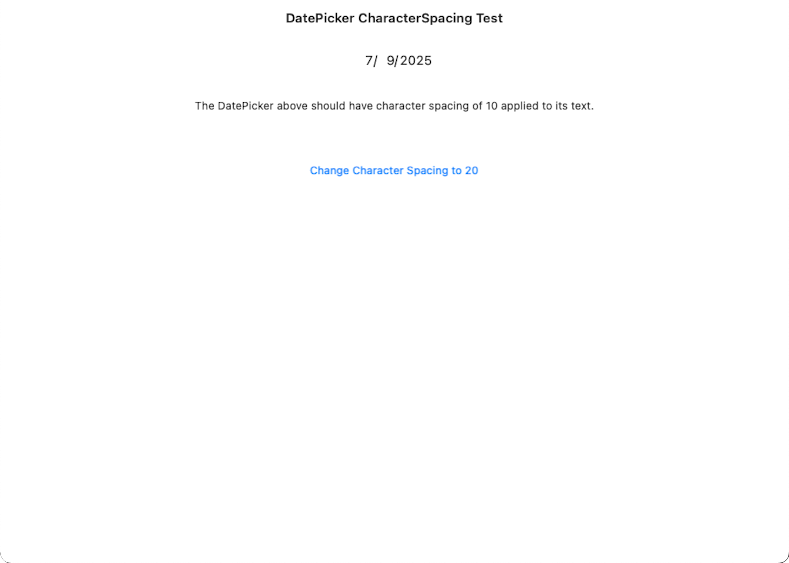 DatePicker CharacterSpacing Test
7/ 9/2025
The DatePicker above should have character spacing of 10 applied to its text.
Change Character Spacing to 20